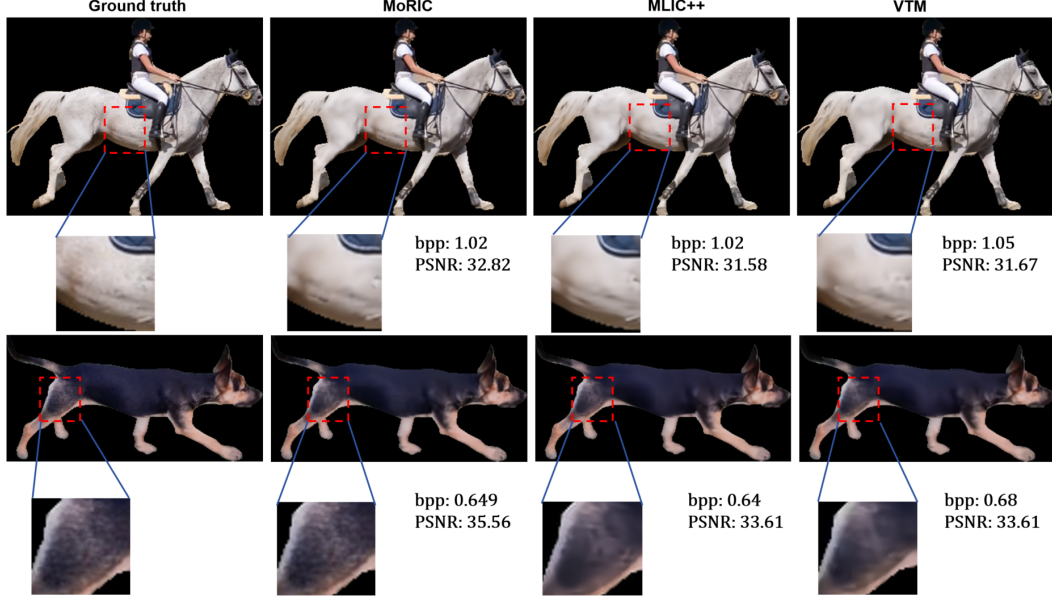 Ground truth
MoRIC
MLIC++
VTM
bpp: 1.02
PSNR: 32.82
bpp: 1.02
PSNR: 31.58
bpp: 1.05
PSNR: 31.67
bpp: 0.649
PSNR: 35.56
bpp: 0.64
PSNR: 33.61
bpp: 0.68
PSNR: 33.61